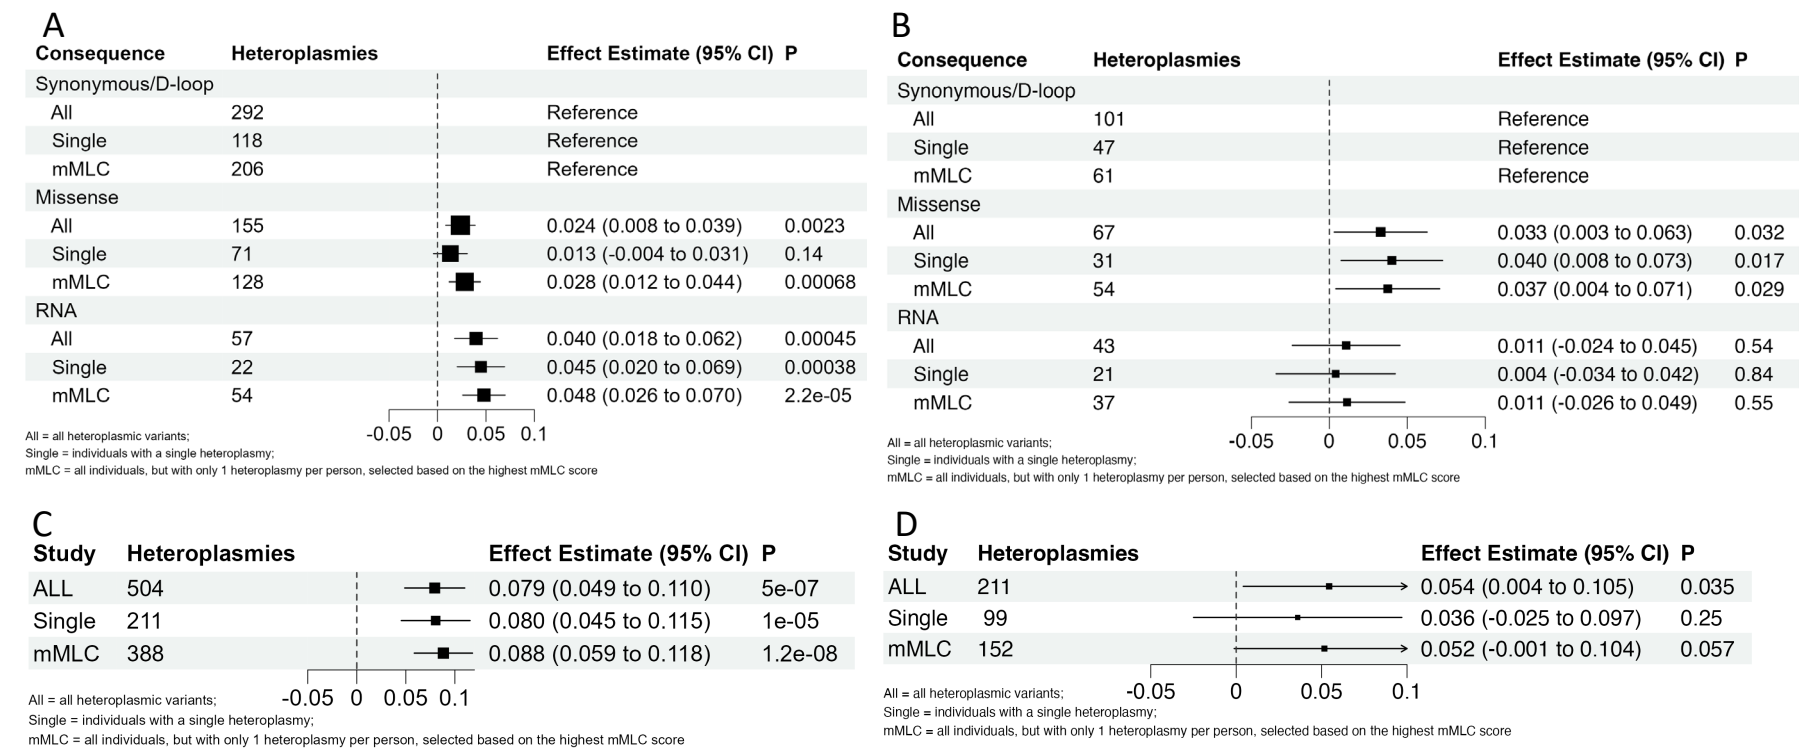 A
Consequence Heteroplasmies Effect Estimate (95% CI) P
Synonymous/D-loop
All 292 Reference
Single 118 Reference
mMLC 206 Reference
Missense
All 155 0.024 (0.008 to 0.039) 0.0023
Single 71 0.013 (-0.004 to 0.031) 0.14
mMLC 128 0.028 (0.012 to 0.044) 0.00068
RNA
All 57 0.040 (0.018 to 0.062) 0.00045
Single 22 0.045 (0.020 to 0.069) 0.00038
mMLC 54 0.048 (0.026 to 0.070) 2.2e-05
-0.05 0 0.05 0.1
All = all heteroplasmic variants;
Single = individuals with a single heteroplasmy;
mMLC = all individuals, but with only 1 heteroplasmy per person, selected based on the highest mMLC score
B
Consequence Heteroplasmies Effect Estimate (95% CI) P
Synonymous/D-loop
All 101 Reference
Single 47 Reference
mMLC 61 Reference
Missense
All 67 0.033 (0.003 to 0.063) 0.032
Single 31 0.040 (0.008 to 0.073) 0.017
mMLC 54 0.037 (0.004 to 0.071) 0.029
RNA
All 43 0.011 (-0.024 to 0.045) 0.54
Single 21 0.004 (-0.034 to 0.042) 0.84
mMLC 37 0.011 (-0.026 to 0.049) 0.55
-0.05 0 0.05 0.1
All = all heteroplasmic variants;
Single = individuals with a single heteroplasmy;
mMLC = all individuals, but with only 1 heteroplasmy per person, selected based on the highest mMLC score
C
Study Heteroplasmies Effect Estimate (95% CI) P
ALL 504 0.079 (0.049 to 0.110) 5e-07
Single 211 0.080 (0.045 to 0.115) 1e-05
mMLC 388 0.088 (0.059 to 0.118) 1.2e-08
-0.05 0 0.05 0.1
All = all heteroplasmic variants;
Single = individuals with a single heteroplasmy;
mMLC = all individuals, but with only 1 heteroplasmy per person, selected based on the highest mMLC score
D
Study Heteroplasmies Effect Estimate (95% CI) P
ALL 211 0.054 (0.004 to 0.105) 0.035
Single 99 0.036 (-0.025 to 0.097) 0.25
mMLC 152 0.052 (-0.001 to 0.104) 0.057
-0.05 0 0.05 0.1
All = all heteroplasmic variants;
Single = individuals with a single heteroplasmy;
mMLC = all individuals, but with only 1 heteroplasmy per person, selected based on the highest mMLC score